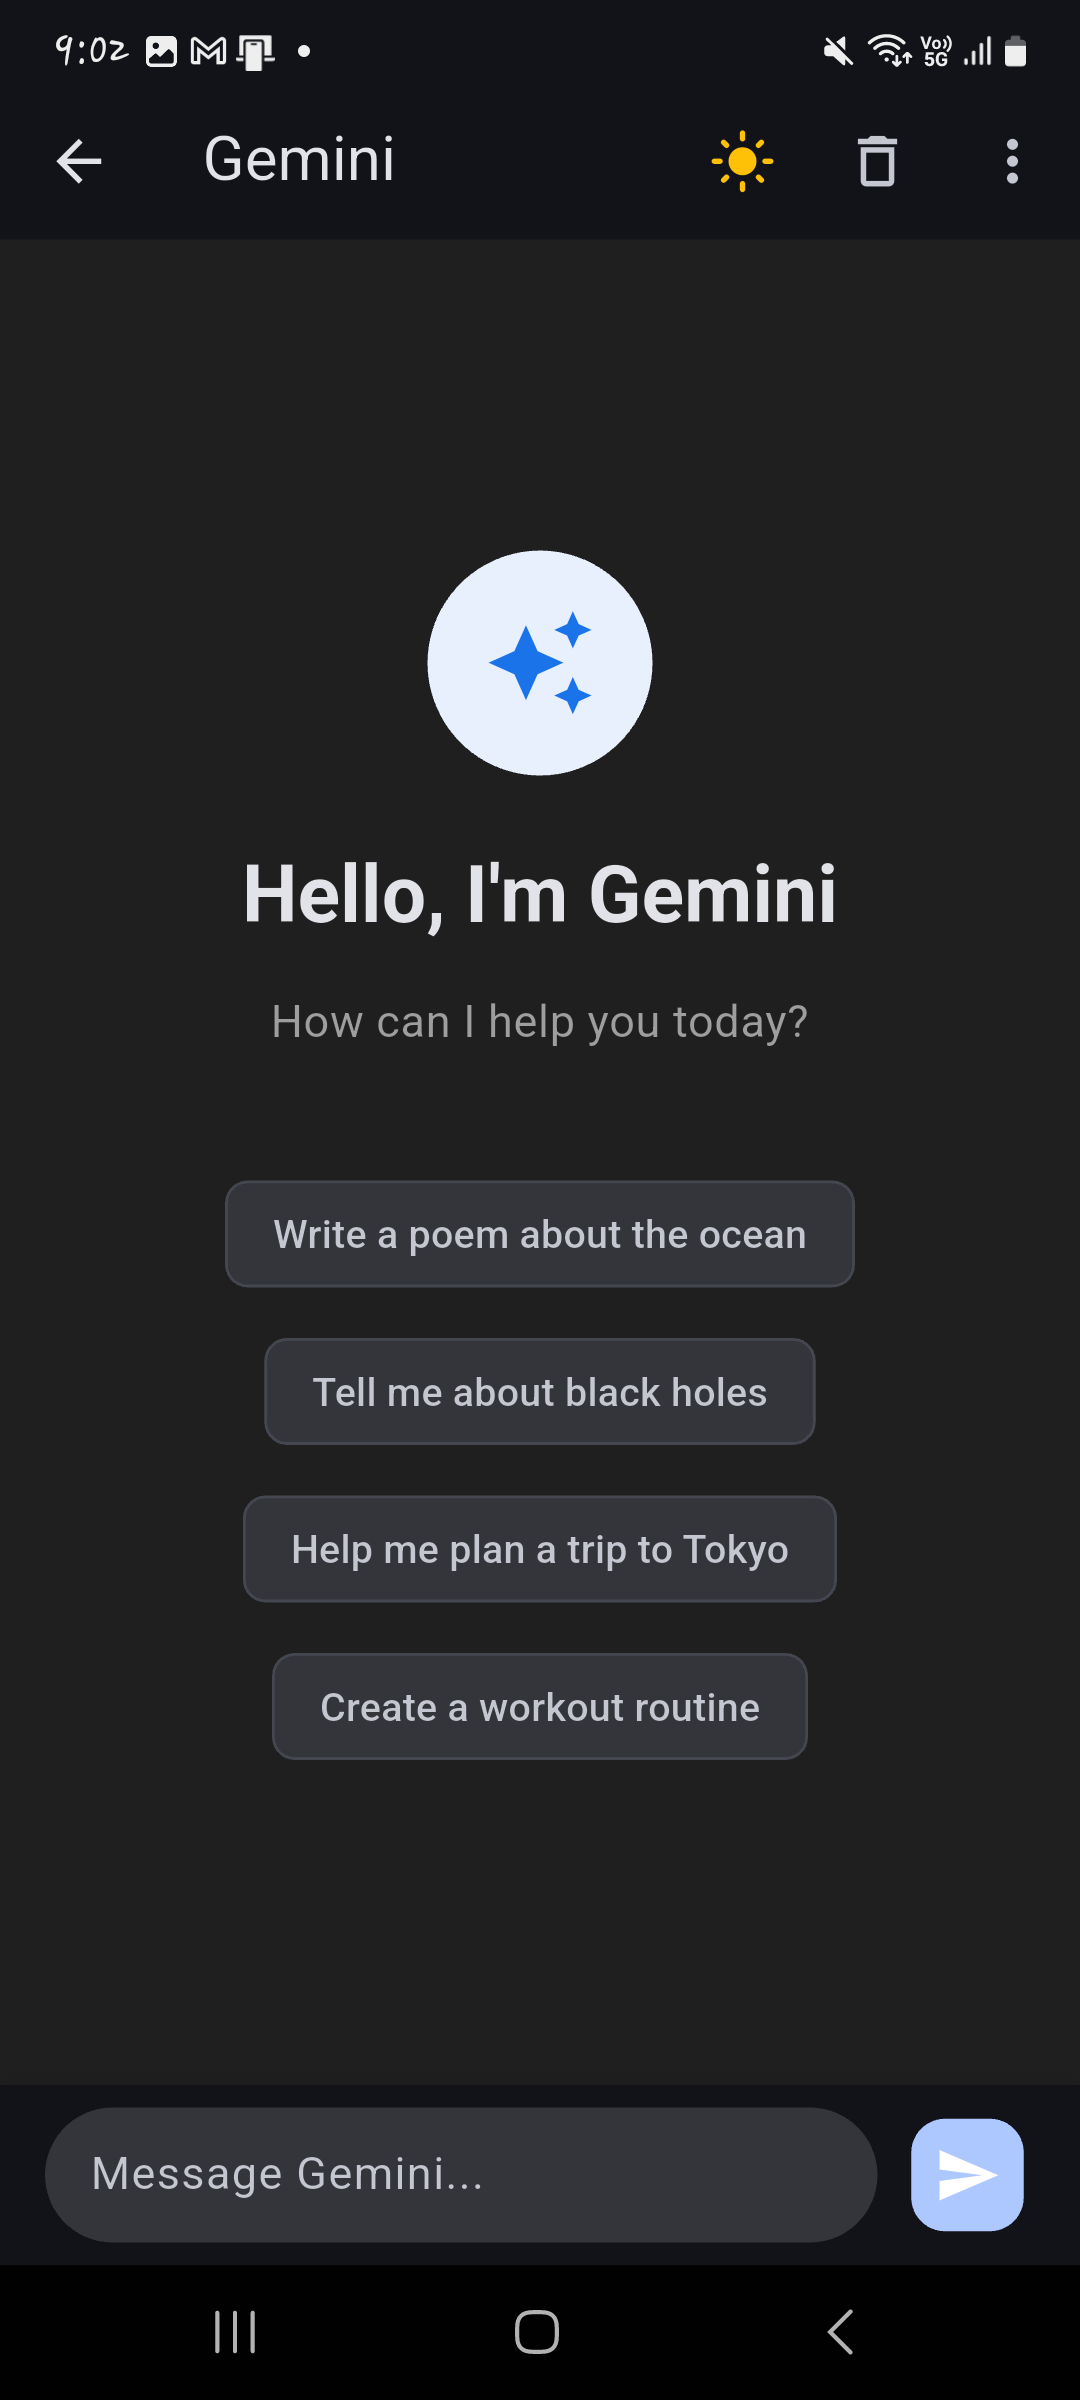 9:02
Vo))
5G
Gemini
Hello, I'm Gemini
How can I help you today?
Write a poem about the ocean
Tell me about black holes
Help me plan a trip to Tokyo
Create a workout routine
Message Gemini...